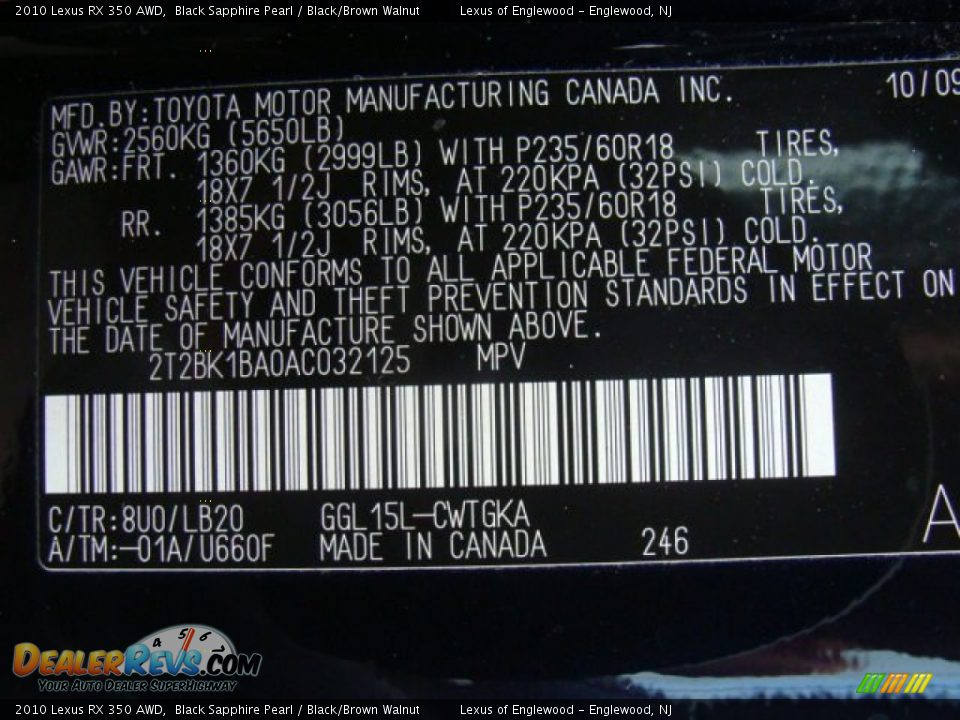 2010 Lexus RX 350 AWD,  Black Sapphire Pearl / Black/Brown Walnut    Lexus of Englewood - Englewood, NJ
MFD.BY:TOYOTA MOTOR MANUFACTURING CANADA INC.    10/09
GVWR:2560KG (5650LB)
GAWR:FRT. 1360KG (2999LB) WITH P235/60R18    TIRES,
18X7 1/2J RIMS, AT 220KPA (32PSI) COLD.
RR. 1385KG (3056LB) WITH P235/60R18    TIRES,
18X7 1/2J RIMS, AT 220KPA (32PSI) COLD.
THIS VEHICLE CONFORMS TO ALL APPLICABLE FEDERAL MOTOR
VEHICLE SAFETY AND THEFT PREVENTION STANDARDS IN EFFECT ON
THE DATE OF MANUFACTURE SHOWN ABOVE.
2T2BK1BA0AC032125    MPV
C/TR:8U0/LB20    GGL15L-CWTGKA
A/TM:-01A/U660F    MADE IN CANADA    246    A
4 5 6
DEALERREVS.COM
YOUR AUTO DEALER SUPERHIGHWAY
2010 Lexus RX 350 AWD,  Black Sapphire Pearl / Black/Brown Walnut    Lexus of Englewood - Englewood, NJ